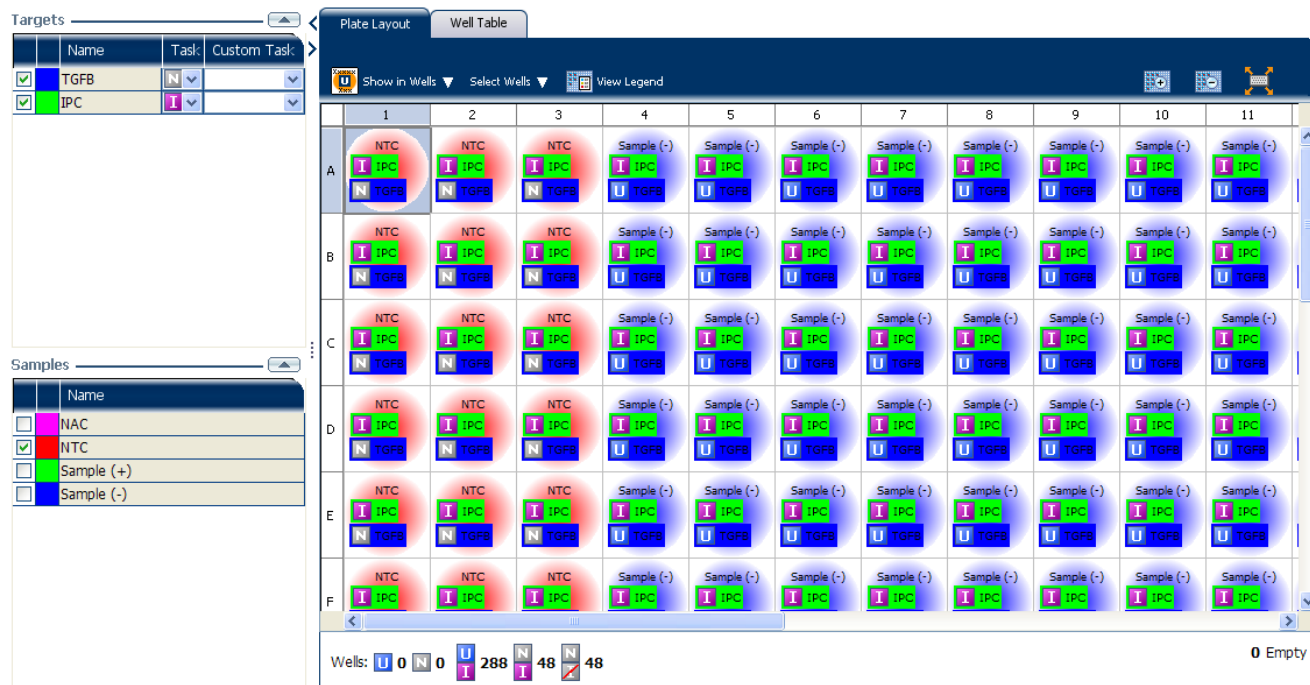 Targets
Name Task Custom Task
TGFB N
IPC I
Samples
Name
NAC
NTC
Sample (+)
Sample (-)
Plate Layout Well Table
U Show in Wells ▼ Select Wells ▼ View Legend
1 2 3 4 5 6 7 8 9 10 11
NTC NTC NTC Sample (-) Sample (-) Sample (-) Sample (-) Sample (-) Sample (-) Sample (-) Sample (-)
A I IPC I IPC I IPC I IPC I IPC I IPC I IPC I IPC I IPC I IPC I IPC
N TGFB N TGFB N TGFB U TGFB U TGFB U TGFB U TGFB U TGFB U TGFB U TGFB U TGFB
NTC NTC NTC Sample (-) Sample (-) Sample (-) Sample (-) Sample (-) Sample (-) Sample (-) Sample (-)
B I IPC I IPC I IPC I IPC I IPC I IPC I IPC I IPC I IPC I IPC I IPC
N TGFB N TGFB N TGFB U TGFB U TGFB U TGFB U TGFB U TGFB U TGFB U TGFB U TGFB
NTC NTC NTC Sample (-) Sample (-) Sample (-) Sample (-) Sample (-) Sample (-) Sample (-) Sample (-)
C I IPC I IPC I IPC I IPC I IPC I IPC I IPC I IPC I IPC I IPC I IPC
N TGFB N TGFB N TGFB U TGFB U TGFB U TGFB U TGFB U TGFB U TGFB U TGFB U TGFB
NTC NTC NTC Sample (-) Sample (-) Sample (-) Sample (-) Sample (-) Sample (-) Sample (-) Sample (-)
D I IPC I IPC I IPC I IPC I IPC I IPC I IPC I IPC I IPC I IPC I IPC
N TGFB N TGFB N TGFB U TGFB U TGFB U TGFB U TGFB U TGFB U TGFB U TGFB U TGFB
NTC NTC NTC Sample (-) Sample (-) Sample (-) Sample (-) Sample (-) Sample (-) Sample (-) Sample (-)
E I IPC I IPC I IPC I IPC I IPC I IPC I IPC I IPC I IPC I IPC I IPC
N TGFB N TGFB N TGFB U TGFB U TGFB U TGFB U TGFB U TGFB U TGFB U TGFB U TGFB
NTC NTC NTC Sample (-) Sample (-) Sample (-) Sample (-) Sample (-) Sample (-) Sample (-) Sample (-)
F I IPC I IPC I IPC I IPC I IPC I IPC I IPC I IPC I IPC I IPC I IPC
Wells: U 0 N 0 U I 288 N I 48 N I 48 0 Empty